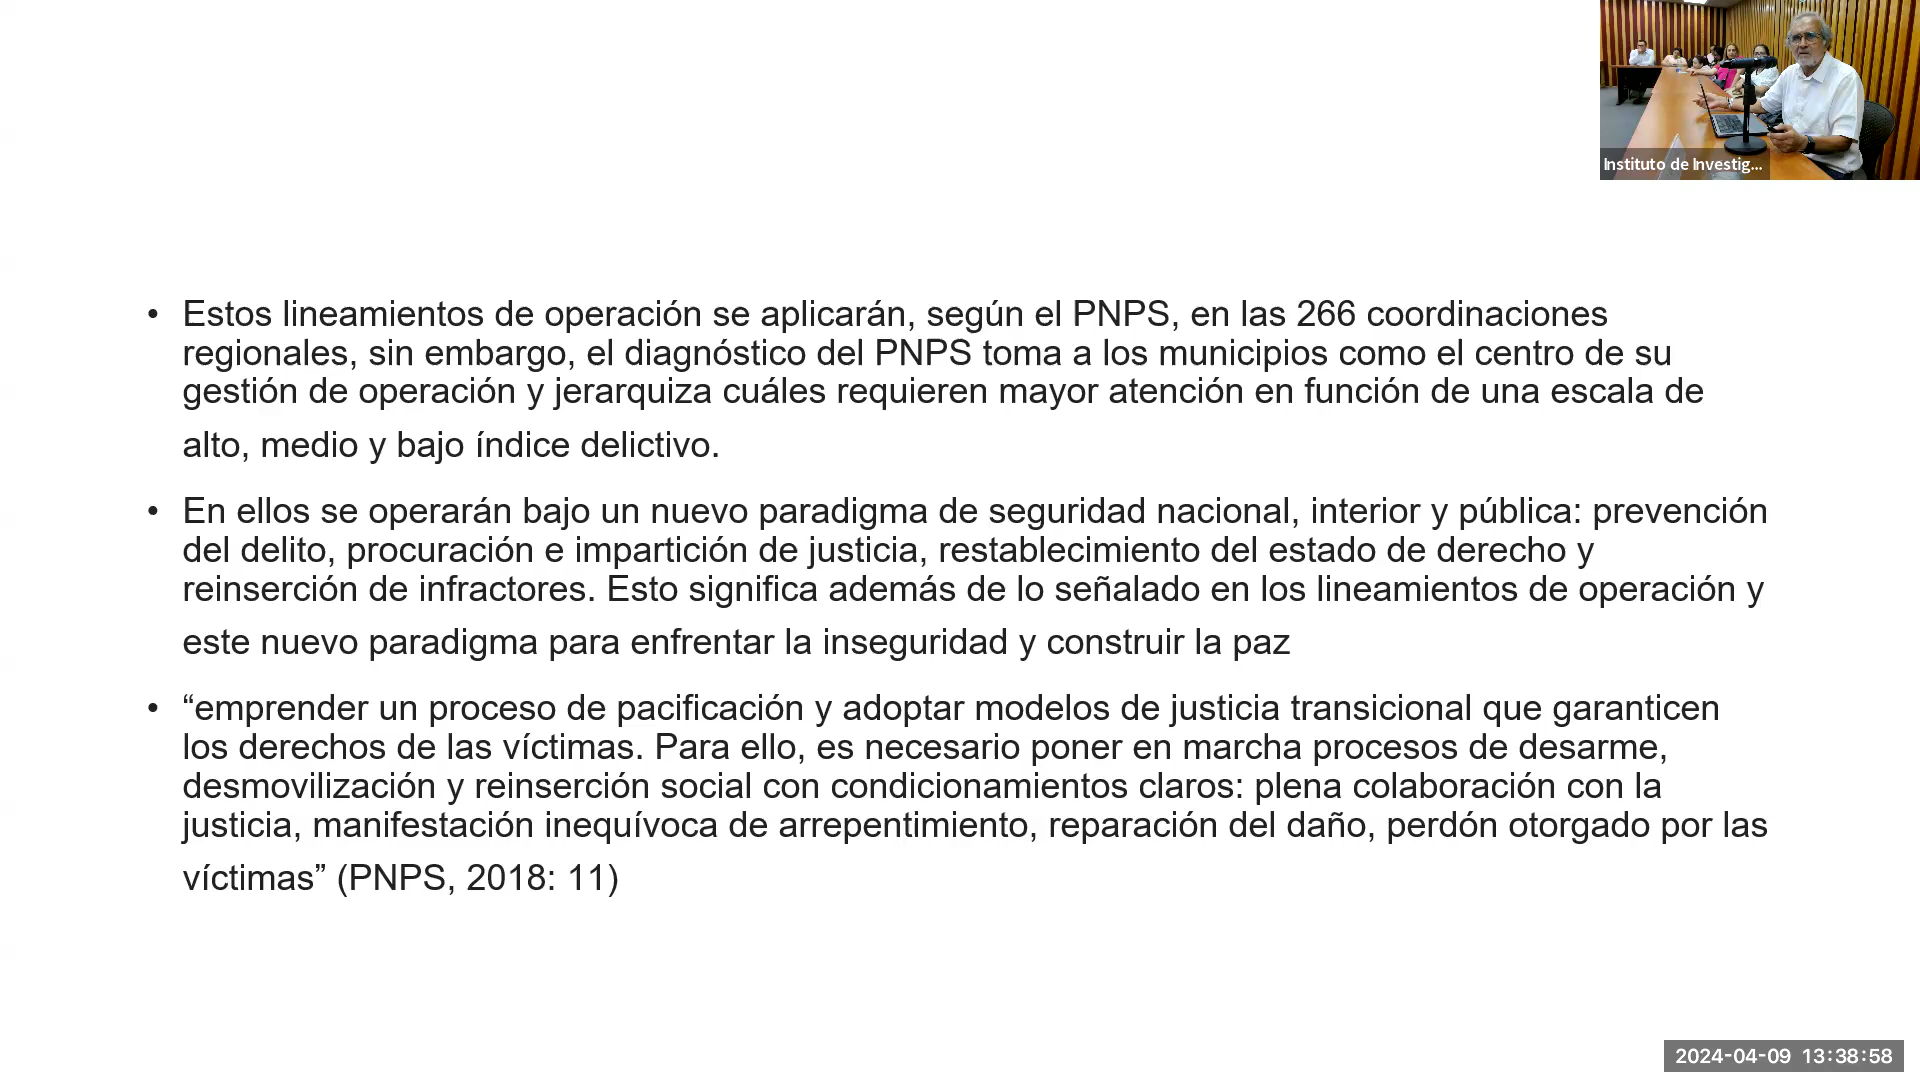 Instituto de Investig...
• Estos lineamientos de operación se aplicarán, según el PNPS, en las 266 coordinaciones
regionales, sin embargo, el diagnóstico del PNPS toma a los municipios como el centro de su
gestión de operación y jerarquiza cuáles requieren mayor atención en función de una escala de
alto, medio y bajo índice delictivo.
• En ellos se operarán bajo un nuevo paradigma de seguridad nacional, interior y pública: prevención
del delito, procuración e impartición de justicia, restablecimiento del estado de derecho y
reinserción de infractores. Esto significa además de lo señalado en los lineamientos de operación y
este nuevo paradigma para enfrentar la inseguridad y construir la paz
• “emprender un proceso de pacificación y adoptar modelos de justicia transicional que garanticen
los derechos de las víctimas. Para ello, es necesario poner en marcha procesos de desarme,
desmovilización y reinserción social con condicionamientos claros: plena colaboración con la
justicia, manifestación inequívoca de arrepentimiento, reparación del daño, perdón otorgado por las
víctimas” (PNPS, 2018: 11)
2024-04-09 13:38:58